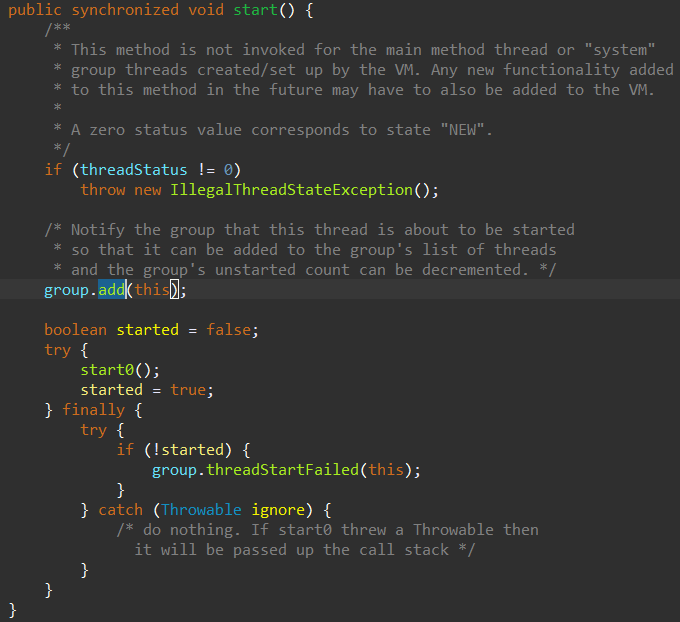 public synchronized void start() {
    /**
     * This method is not invoked for the main method thread or "system"
     * group threads created/set up by the VM. Any new functionality added
     * to this method in the future may have to also be added to the VM.
     *
     * A zero status value corresponds to state "NEW".
     */
    if (threadStatus != 0)
        throw new IllegalThreadStateException();

    /* Notify the group that this thread is about to be started
     * so that it can be added to the group's list of threads
     * and the group's unstarted count can be decremented. */
    group.add(this);

    boolean started = false;
    try {
        start0();
        started = true;
    } finally {
        try {
            if (!started) {
                group.threadStartFailed(this);
            }
        } catch (Throwable ignore) {
            /* do nothing. If start0 threw a Throwable then
              it will be passed up the call stack */
        }
    }
}